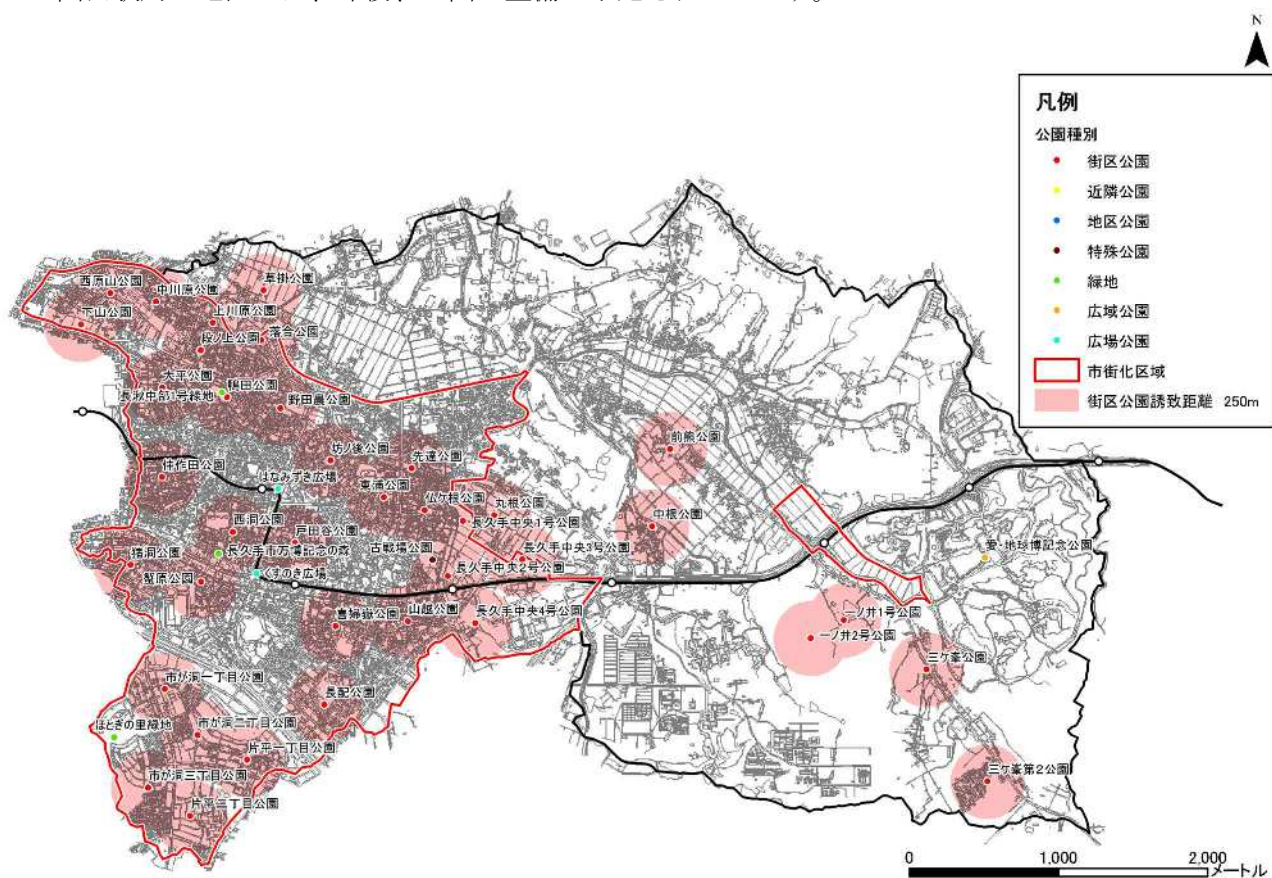 N
凡例
公園種別
街区公園
近隣公園
地区公園
特殊公園
緑地
広域公園
広場公園
市街化区域
街区公園誘致距離 250m
西原山公園
中川原公園
草掛公園
下山公園
上川原公園
段ノ上公園
落合公園
大平公園
長湫中部1号緑地
鴨田公園
野田農公園
坊ノ後公園
先達公園
前熊公園
作田公園
はなみずき広場
東浦公園
仏ケ根公園
丸根公園
長久手中央1号公園
中根公園
西洞公園
戸田谷公園
古戦場公園
長久手中央3号公園
長久手市万博記念の森
猪洞公園
蟹原公園
くすのき広場
長久手中央2号公園
愛・地球博記念公園
喜婦嶽公園
山越公園
長久手中央4号公園
一ノ井1号公園
一ノ井2号公園
三ケ峯公園
市が洞一丁目公園
長配公園
ほとぎの里緑地
市が洞二丁目公園
片平一丁目公園
市が洞三丁目公園
片平二丁目公園
三ケ峯第2公園
0 1,000 2,000
メートル